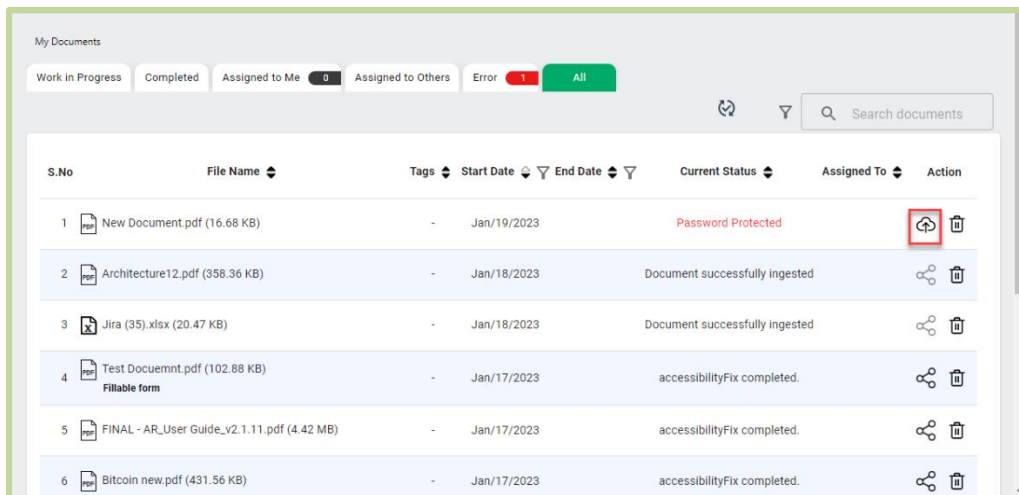 My Documents
Work in Progress Completed Assigned to Me 0 Assigned to Others Error 1 All
Search documents
S.No File Name Tags Start Date End Date Current Status Assigned To Action
1 PDF New Document.pdf (16.68 KB) - Jan/19/2023 Password Protected
2 PDF Architecture12.pdf (358.36 KB) - Jan/18/2023 Document successfully ingested
3 X Jira (35).xlsx (20.47 KB) - Jan/18/2023 Document successfully ingested
4 PDF Test Docuemnt.pdf (102.88 KB) - Jan/17/2023 accessibilityFix completed.
Fillable form
5 PDF FINAL - AR_User Guide_v2.1.11.pdf (4.42 MB) - Jan/17/2023 accessibilityFix completed.
6 PDF Bitcoin new.pdf (431.56 KB) - Jan/17/2023 accessibilityFix completed.